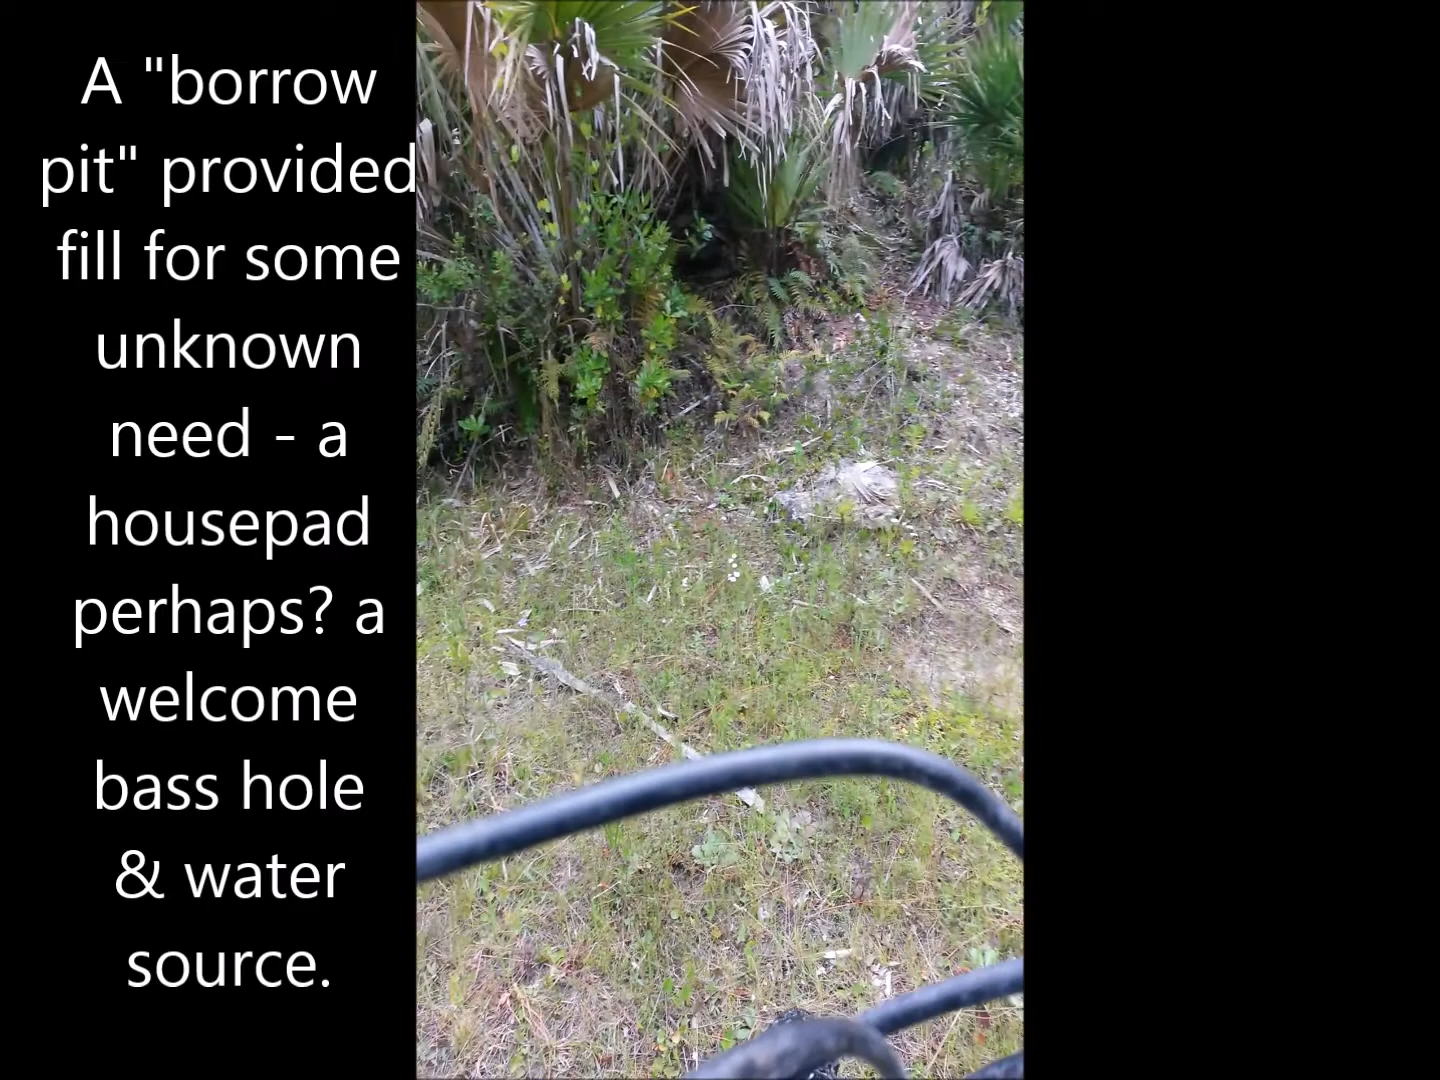 A "borrow
pit" provided
fill for some
unknown
need - a
housepad
perhaps? a
welcome
bass hole
& water
source.